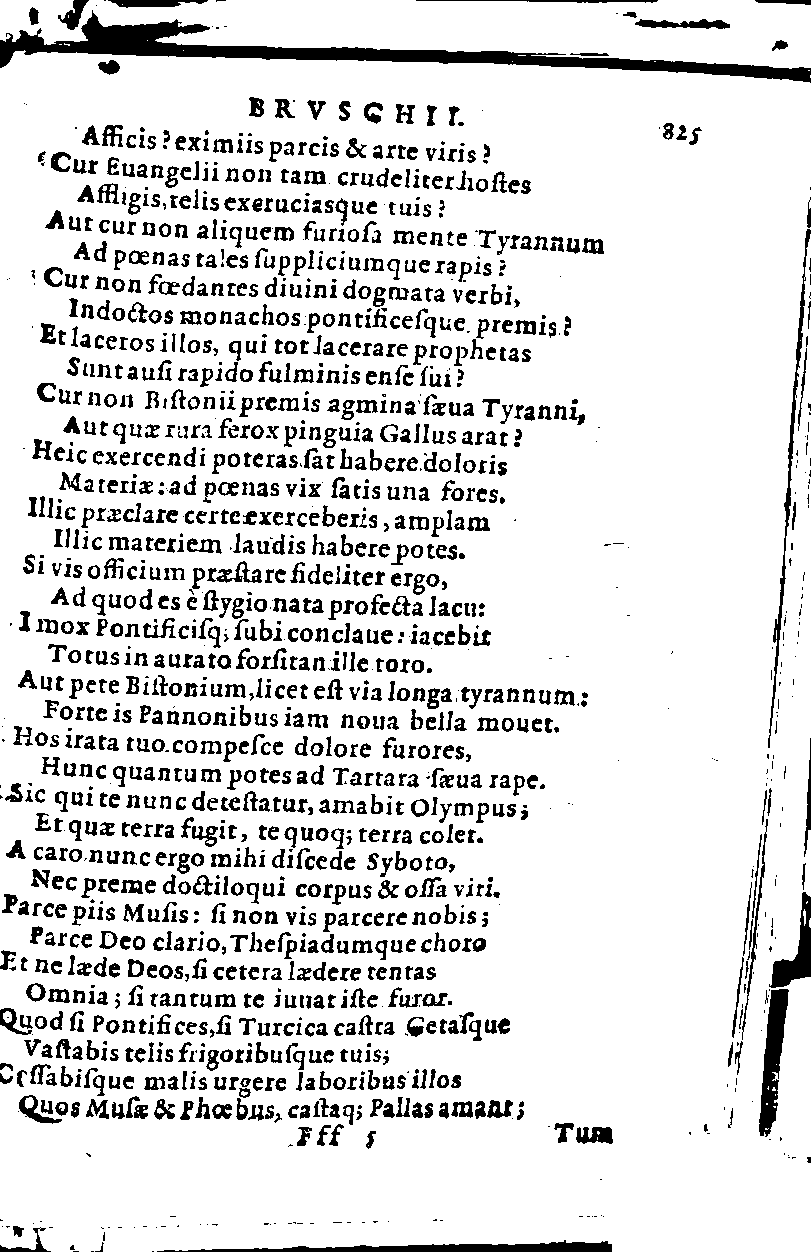 BRVSCHII.
825
Afficis? eximiis parcis & arte viris?
Cur Euangelii non tam crudeliter hoſtes
Affligis, telis exeruciasque tuis?
Aut cur non aliquem furioſa mente Tyrannum
Ad pœnas tales ſuppliciumque rapis?
Cur non fœdantes diuini dogmata verbi,
Indoctos monachos pontificeſque premis?
Et laceros illos, qui tot lacerare prophetas
Sunt auſi rapido fulminis enſe ſui?
Cur non Biſtonii premis agmina ſæua Tyranni,
Aut quæ rura ferox pinguia Gallus arat?
Heic exercendi poteras ſat habere doloris
Materiæ: ad pœnas vix ſatis una fores.
Illic præclare certe exerceberis, amplam
Illic materiem laudis habere potes.
Si vis officium præſtare fideliter ergo,
Ad quod es è ſtygio nata profecta lacu:
I mox Pontificiſq; ſubi conclaue: iacebit
Totus in aurato forſitan ille toro.
Aut pete Biſtonium, licet eſt via longa tyrannum:
Forte is Pannonibus iam noua bella mouet.
Hos irata tuo compeſce dolore furores,
Hunc quantum potes ad Tartara ſæua rape.
Sic qui te nunc deteſtatur, amabit Olympus;
Et quæ terra fugit, te quoq; terra colet.
A caro nunc ergo mihi diſcede Syboto,
Nec preme doctiloqui corpus & oſſa viri.
Parce piis Muſis: ſi non vis parcere nobis;
Parce Deo clario, Theſpiadumque choro
Et ne læde Deos, ſi cetera lædere tentas
Omnia; ſi tantum te iuuat iſte furor.
Quod ſi Pontifices, ſi Turcica caſtra Getaſque
Vaſtabis telis frigoribuſque tuis;
Ceſſabiſque malis urgere laboribus illos
Quos Muſæ & Phœbus, caſtaq; Pallas amant;
Fff 5
Tum